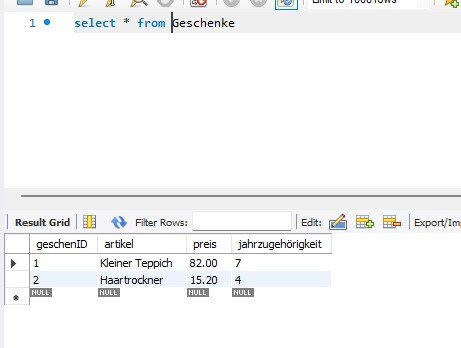 Limit to 1000 rows
1 select * from Geschenke
Result Grid Filter Rows: Edit: Export/Im
geschenID artikel preis jahrzugehörigkeit
1 Kleiner Teppich 82.00 7
2 Haartrockner 15.20 4
NULL NULL NULL NULL